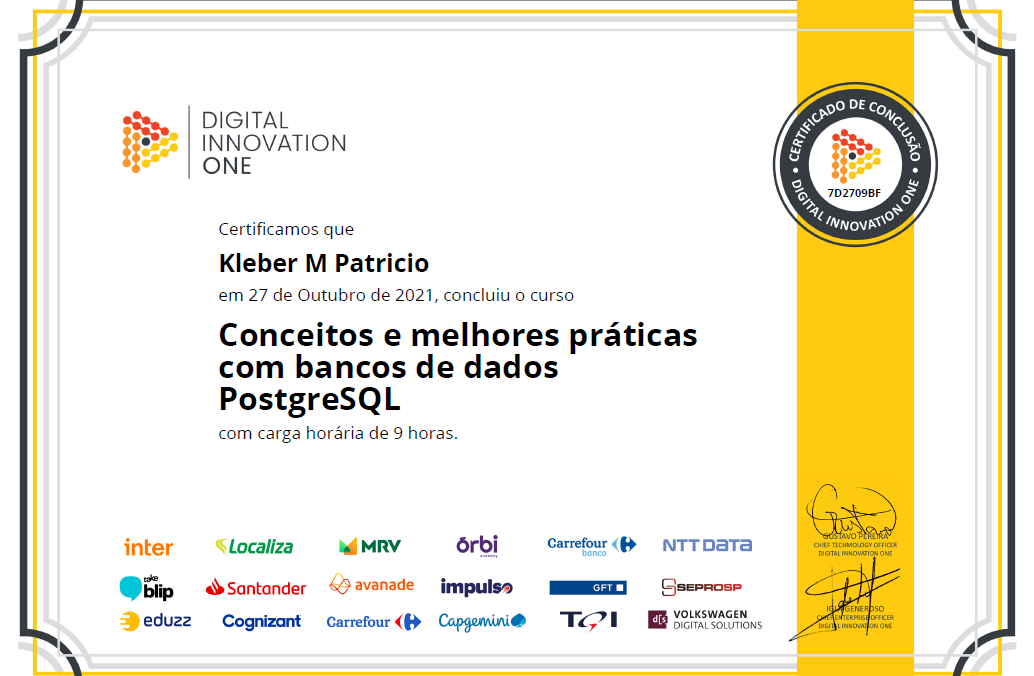 DIGITAL
INNOVATION
ONE
CERTIFICADO DE CONCLUSÃO
7D2709BF
DIGITAL INNOVATION ONE
Certificamos que
Kleber M Patricio
em 27 de Outubro de 2021, concluiu o curso
Conceitos e melhores práticas
com bancos de dados
PostgreSQL
com carga horária de 9 horas.
Gustavo
GUSTAVO PEREIRA
CHIEF TECHNOLOGY OFFICER
DIGITAL INNOVATION ONE
inter
Localiza
MRV
órbi
academy
Carrefour
banco
NTT DATA
take
blip
Santander
avanade
impulso
GFT
SEPROSP
eduzz
Cognizant
Carrefour
Capgemini
TQI
d[s
VOLKSWAGEN
DIGITAL SOLUTIONS
GENEROSO
CHIEF ENTERPRISE OFFICER
DIGITAL INNOVATION ONE